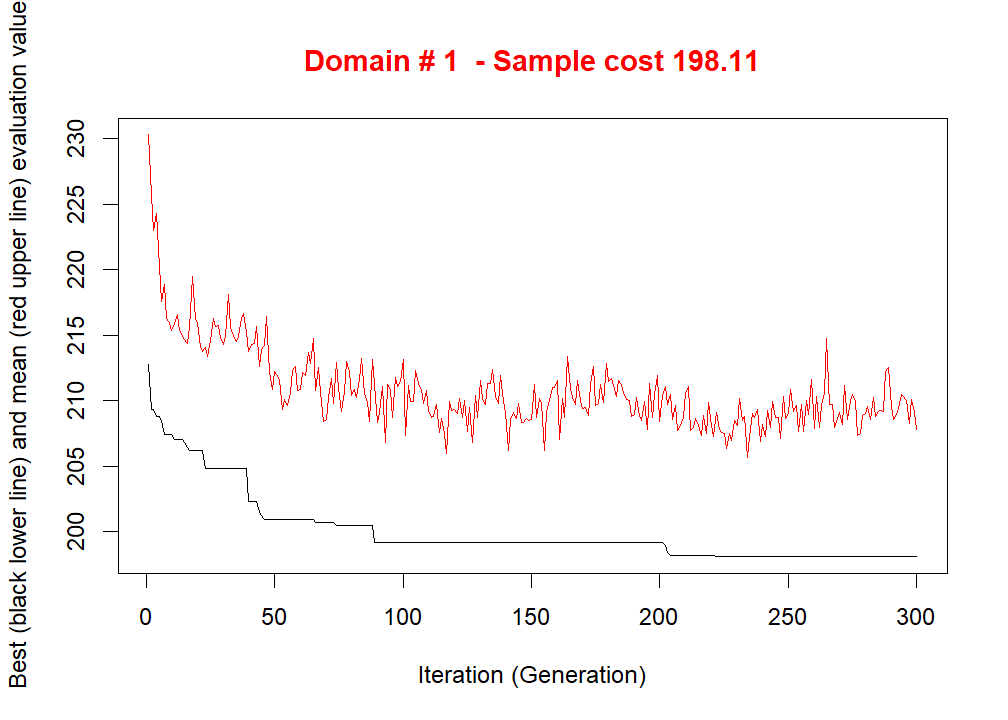 Domain # 1  - Sample cost 198.11
Best (black lower line) and mean (red upper line) evaluation value
230
225
220
215
210
205
200
0 50 100 150 200 250 300
Iteration (Generation)